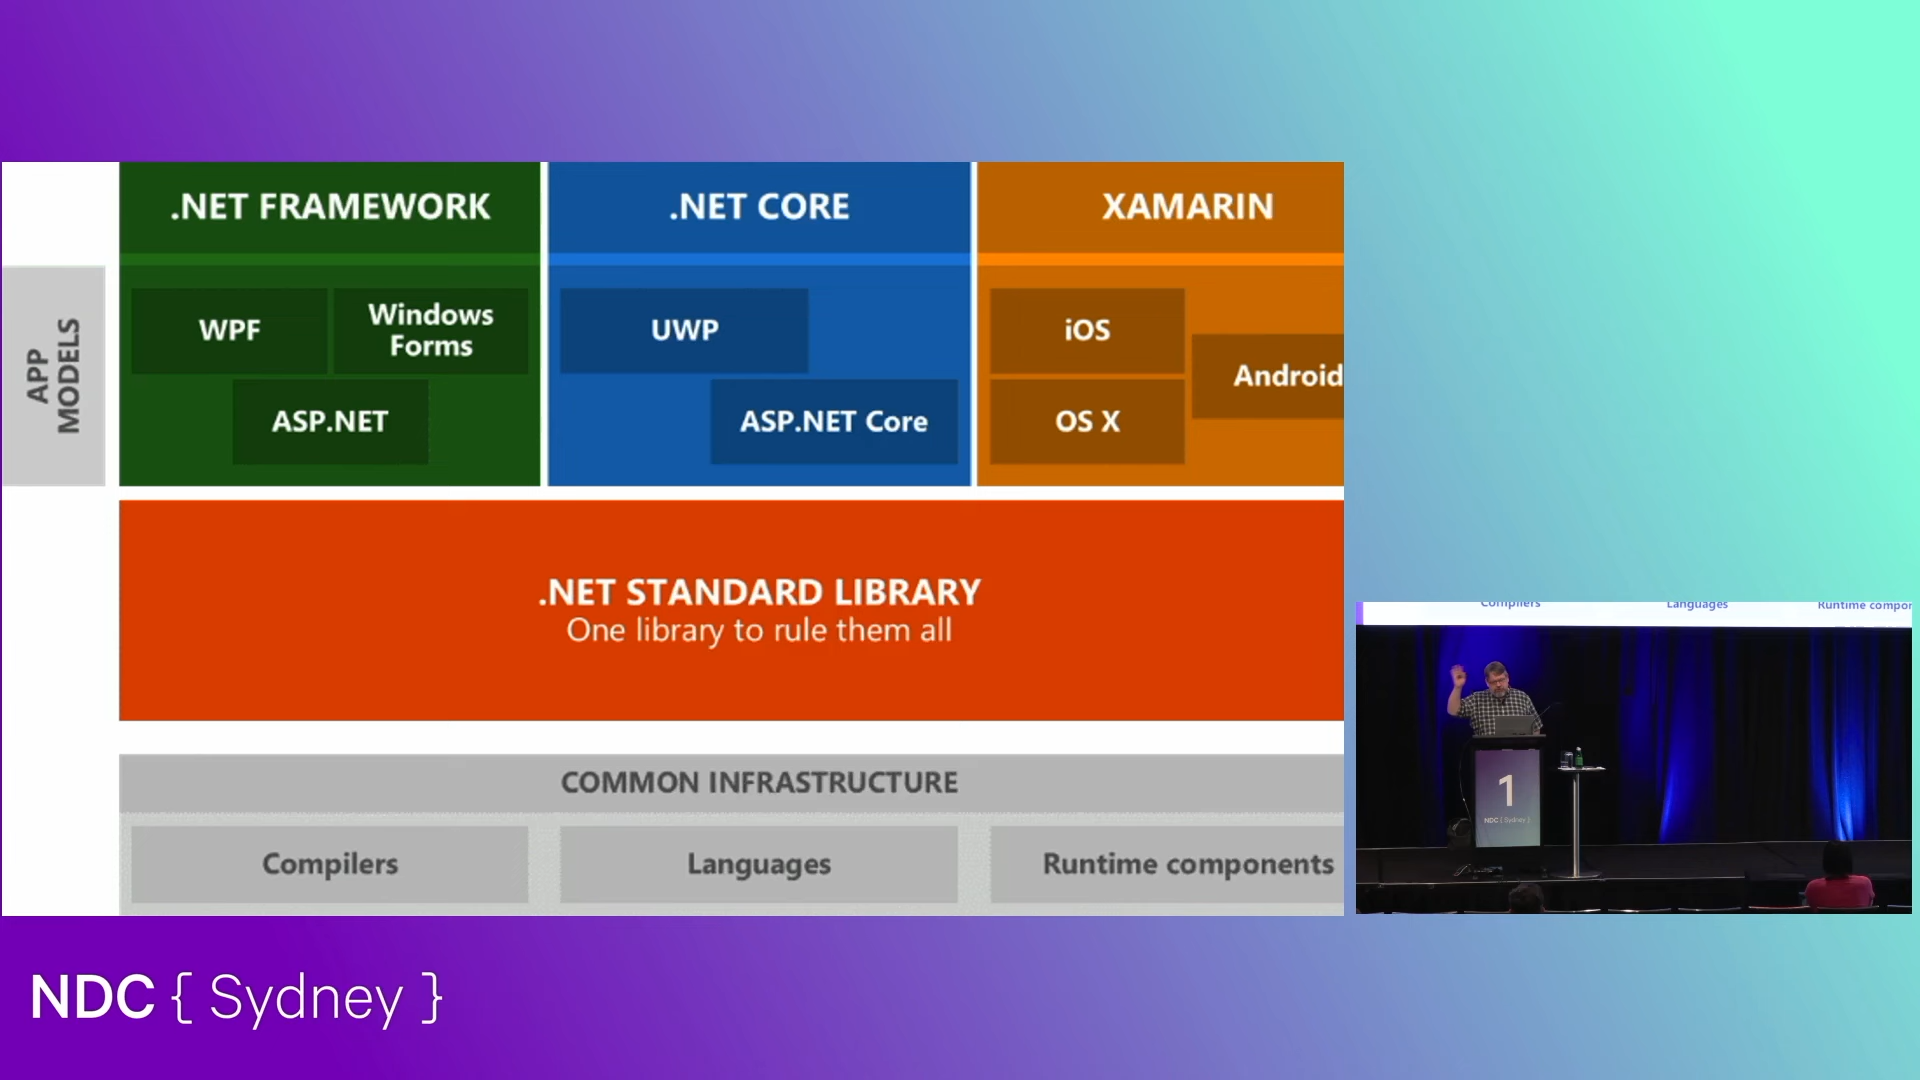 .NET FRAMEWORK
.NET CORE
XAMARIN
APP
MODELS
WPF
Windows
Forms
ASP.NET
UWP
ASP.NET Core
iOS
OS X
Android
.NET STANDARD LIBRARY
One library to rule them all
COMMON INFRASTRUCTURE
Compilers
Languages
Runtime components
Compilers
Languages
Runtime compor
1
NDC { Sydney }
NDC { Sydney }